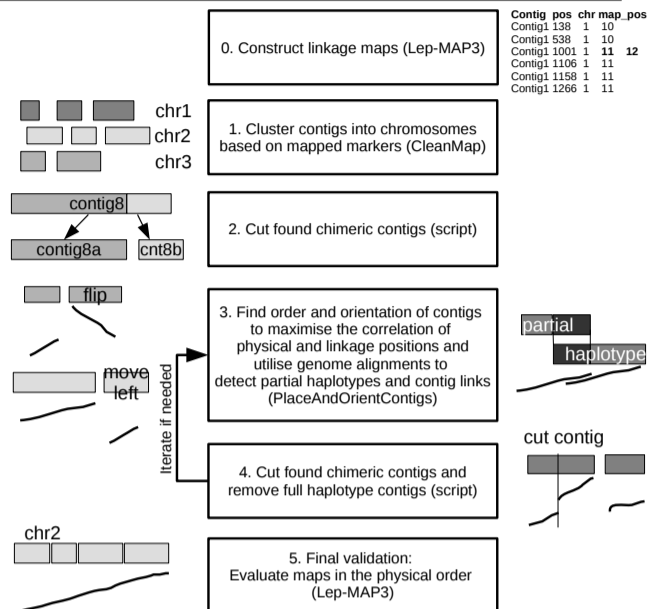 Contig pos chr map_pos
Contig1 138 1 10
Contig1 538 1 10
Contig1 1001 1 11 12
Contig1 1106 1 11
Contig1 1158 1 11
Contig1 1266 1 11
0. Construct linkage maps (Lep-MAP3)
chr1
chr2
chr3
1. Cluster contigs into chromosomes
based on mapped markers (CleanMap)
contig8
contig8a
cnt8b
2. Cut found chimeric contigs (script)
flip
move
left
Iterate if needed
3. Find order and orientation of contigs
to maximise the correlation of
physical and linkage positions and
utilise genome alignments to
detect partial haplotypes and contig links
(PlaceAndOrientContigs)
partial
haplotype
4. Cut found chimeric contigs and
remove full haplotype contigs (script)
cut contig
chr2
5. Final validation:
Evaluate maps in the physical order
(Lep-MAP3)